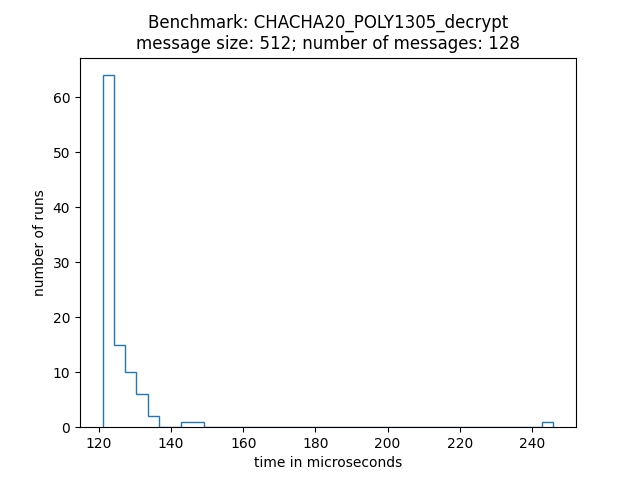 Benchmark: CHACHA20_POLY1305_decrypt
message size: 512; number of messages: 128
60
50
40
30
20
10
0
number of runs
120 140 160 180 200 220 240
time in microseconds